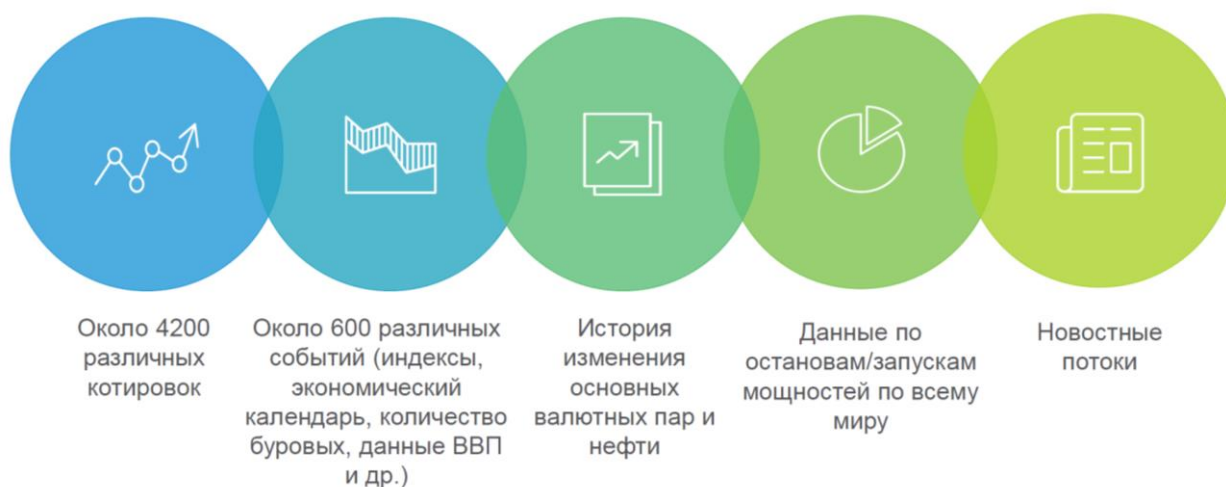 Около 4200
различных
котировок
Около 600 различных
событий (индексы,
экономический
календарь, количество
буровых, данные ВВП
и др.)
История
изменения
основных
валютных пар и
нефти
Данные по
остановам/запускам
мощностей по всему
миру
Новостные
потоки